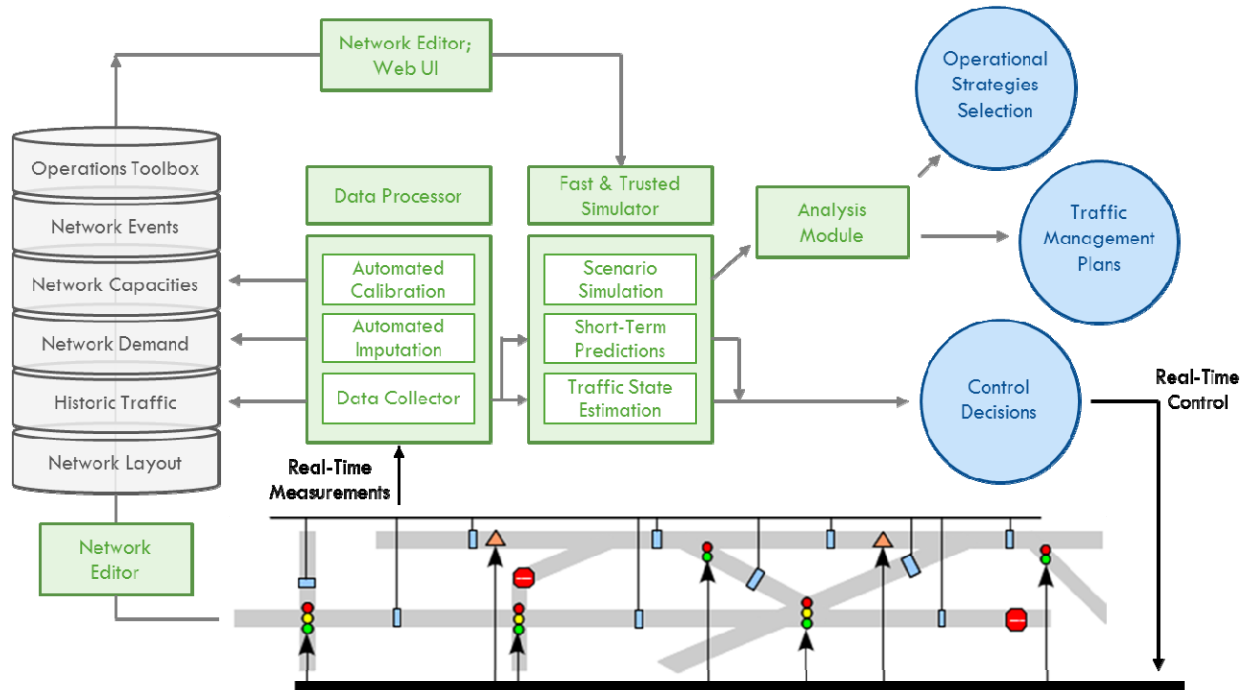 Network Editor;
Web UI
Operational
Strategies
Selection
Operations Toolbox
Network Events
Network Capacities
Network Demand
Historic Traffic
Network Layout
Data Processor
Automated
Calibration
Automated
Imputation
Data Collector
Fast & Trusted
Simulator
Scenario
Simulation
Short-Term
Predictions
Traffic State
Estimation
Analysis
Module
Traffic
Management
Plans
Control
Decisions
Real-Time
Control
Real-Time
Measurements
Network
Editor